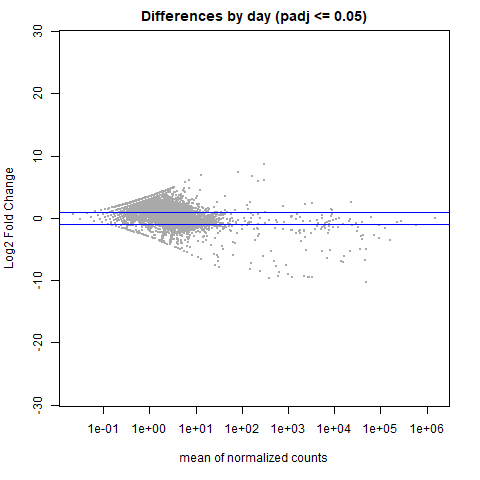 Differences by day (padj <= 0.05)
30
20
10
0
-10
-20
-30
Log2 Fold Change
1e-01 1e+00 1e+01 1e+02 1e+03 1e+04 1e+05 1e+06
mean of normalized counts